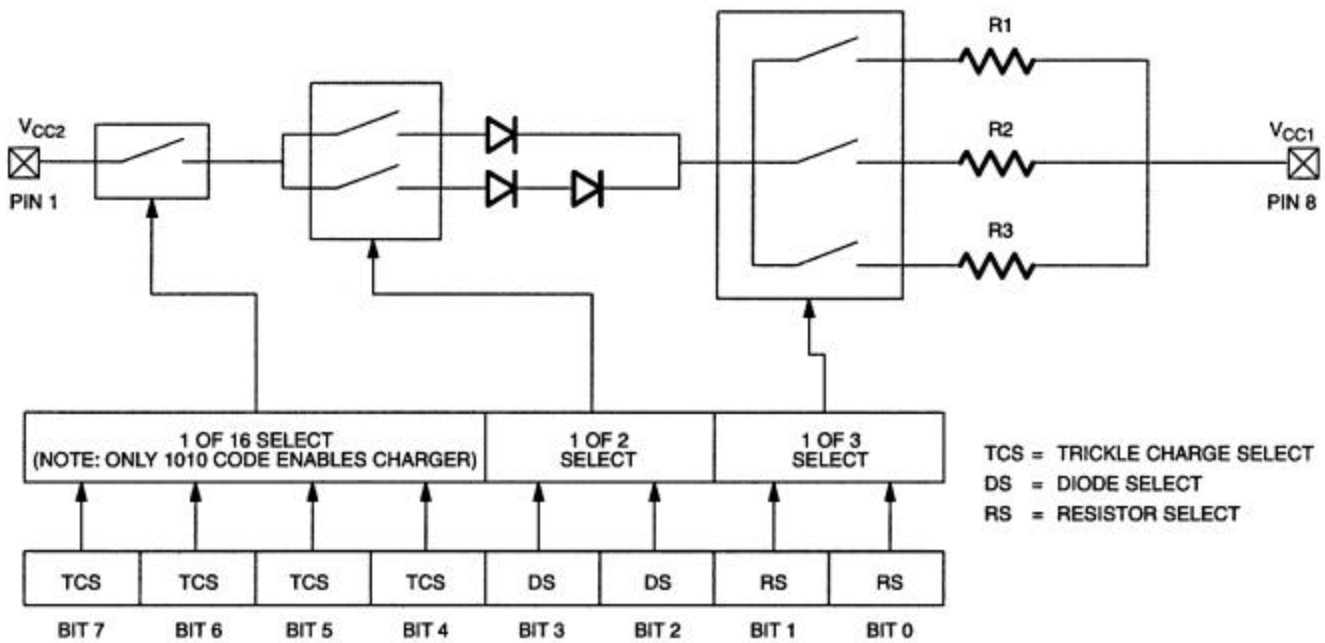 R1
VCC2
R2
VCC1
PIN 1
PIN 8
R3
1 OF 16 SELECT
(NOTE: ONLY 1010 CODE ENABLES CHARGER)
1 OF 2
SELECT
1 OF 3
SELECT
TCS = TRICKLE CHARGE SELECT
DS = DIODE SELECT
RS = RESISTOR SELECT
TCS TCS TCS TCS DS DS RS RS
BIT 7 BIT 6 BIT 5 BIT 4 BIT 3 BIT 2 BIT 1 BIT 0